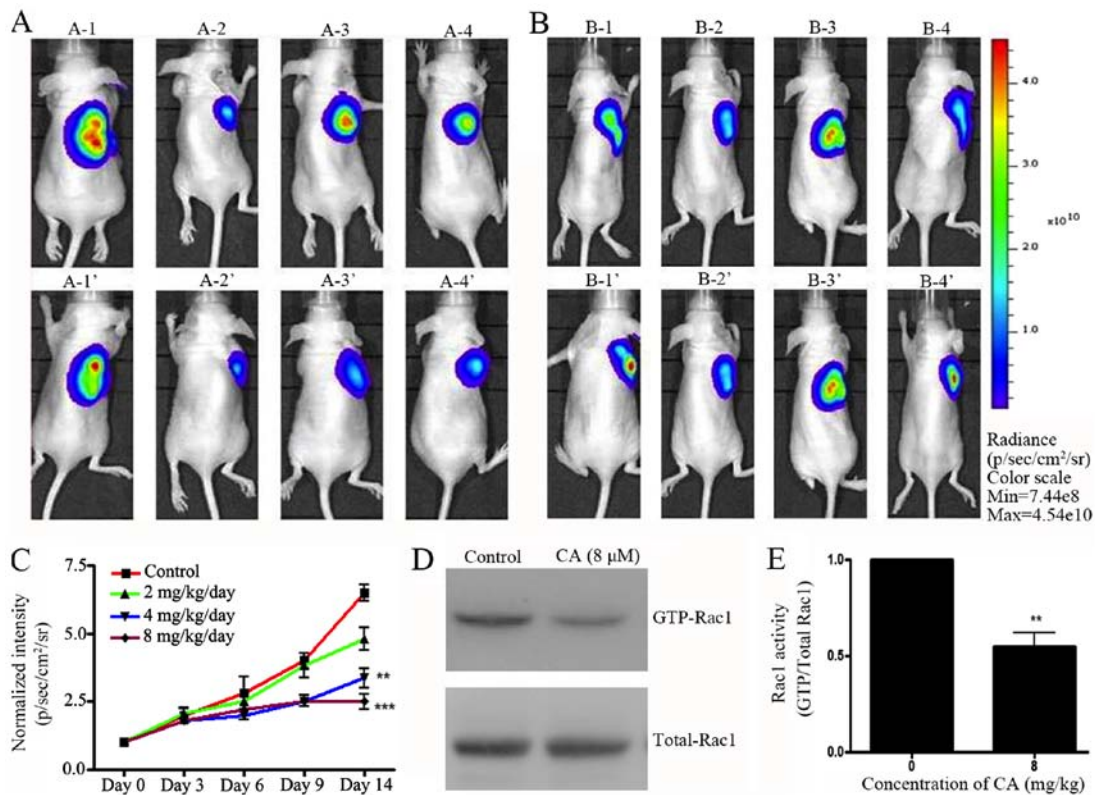 A
A-1 A-2 A-3 A-4
B
B-1 B-2 B-3 B-4
4.0
3.0
×10¹⁰
2.0
1.0
A-1' A-2' A-3' A-4'
B-1' B-2' B-3' B-4'
Radiance
(p/sec/cm²/sr)
Color scale
Min=7.44e8
Max=4.54e10
C
Normalized intensity
(p/sec/cm²/sr)
7.5
5.0
2.5
0.0
Control
2 mg/kg/day
4 mg/kg/day
8 mg/kg/day
**
***
Day 0 Day 3 Day 6 Day 9 Day 14
D
Control CA (8 μM)
GTP-Rac1
Total-Rac1
E
Rac1 activity
(GTP/Total Rac1)
1.0
0.5
0.0
**
0 8
Concentration of CA (mg/kg)